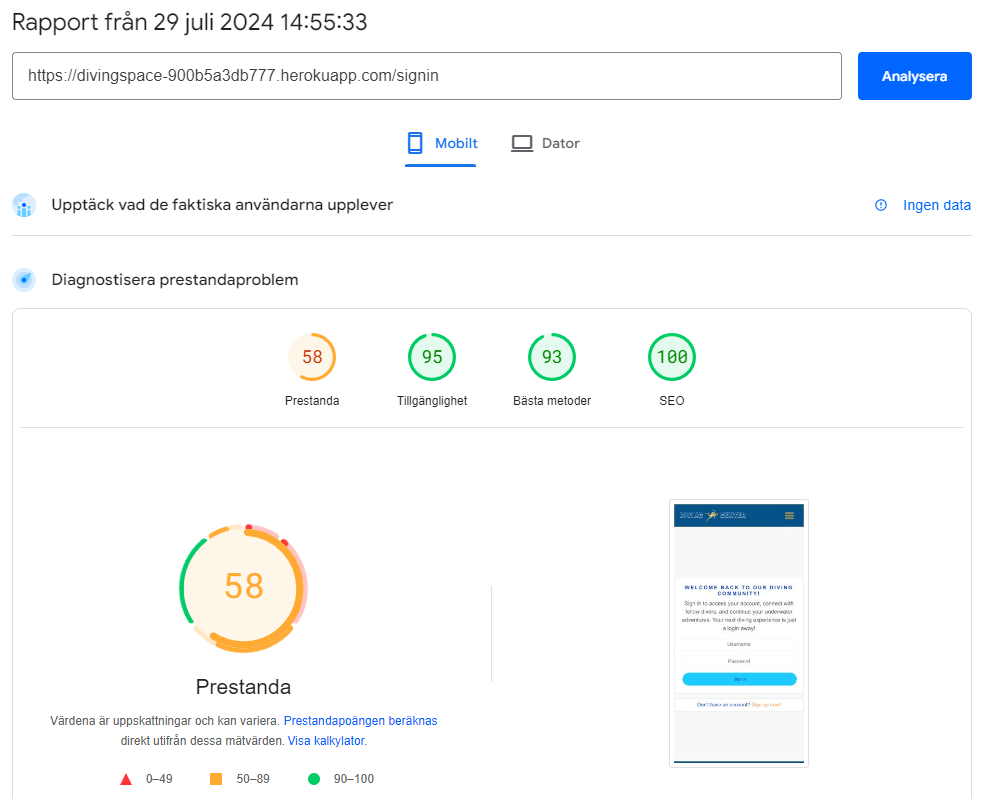 Rapport från 29 juli 2024 14:55:33
https://divingspace-900b5a3db777.herokuapp.com/signin
Analysera
Mobilt
Dator
Upptäck vad de faktiska användarna upplever
Ingen data
Diagnostisera prestandaproblem
58
95
93
100
Prestanda
Tillgänglighet
Bästa metoder
SEO
58
Prestanda
Värdena är uppskattningar och kan variera. Prestandapoängen beräknas
direkt utifrån dessa mätvärden. Visa kalkylator.
0–49
50–89
90–100
DIVING CENTER
WELCOME BACK TO OUR DIVING
COMMUNITY!
Sign in to access your account, connect with
fellow divers, and continue your underwater
adventures. Your next diving experience is just
a login away!
Username
Password
Sign in
Don't have an account? Sign up now!